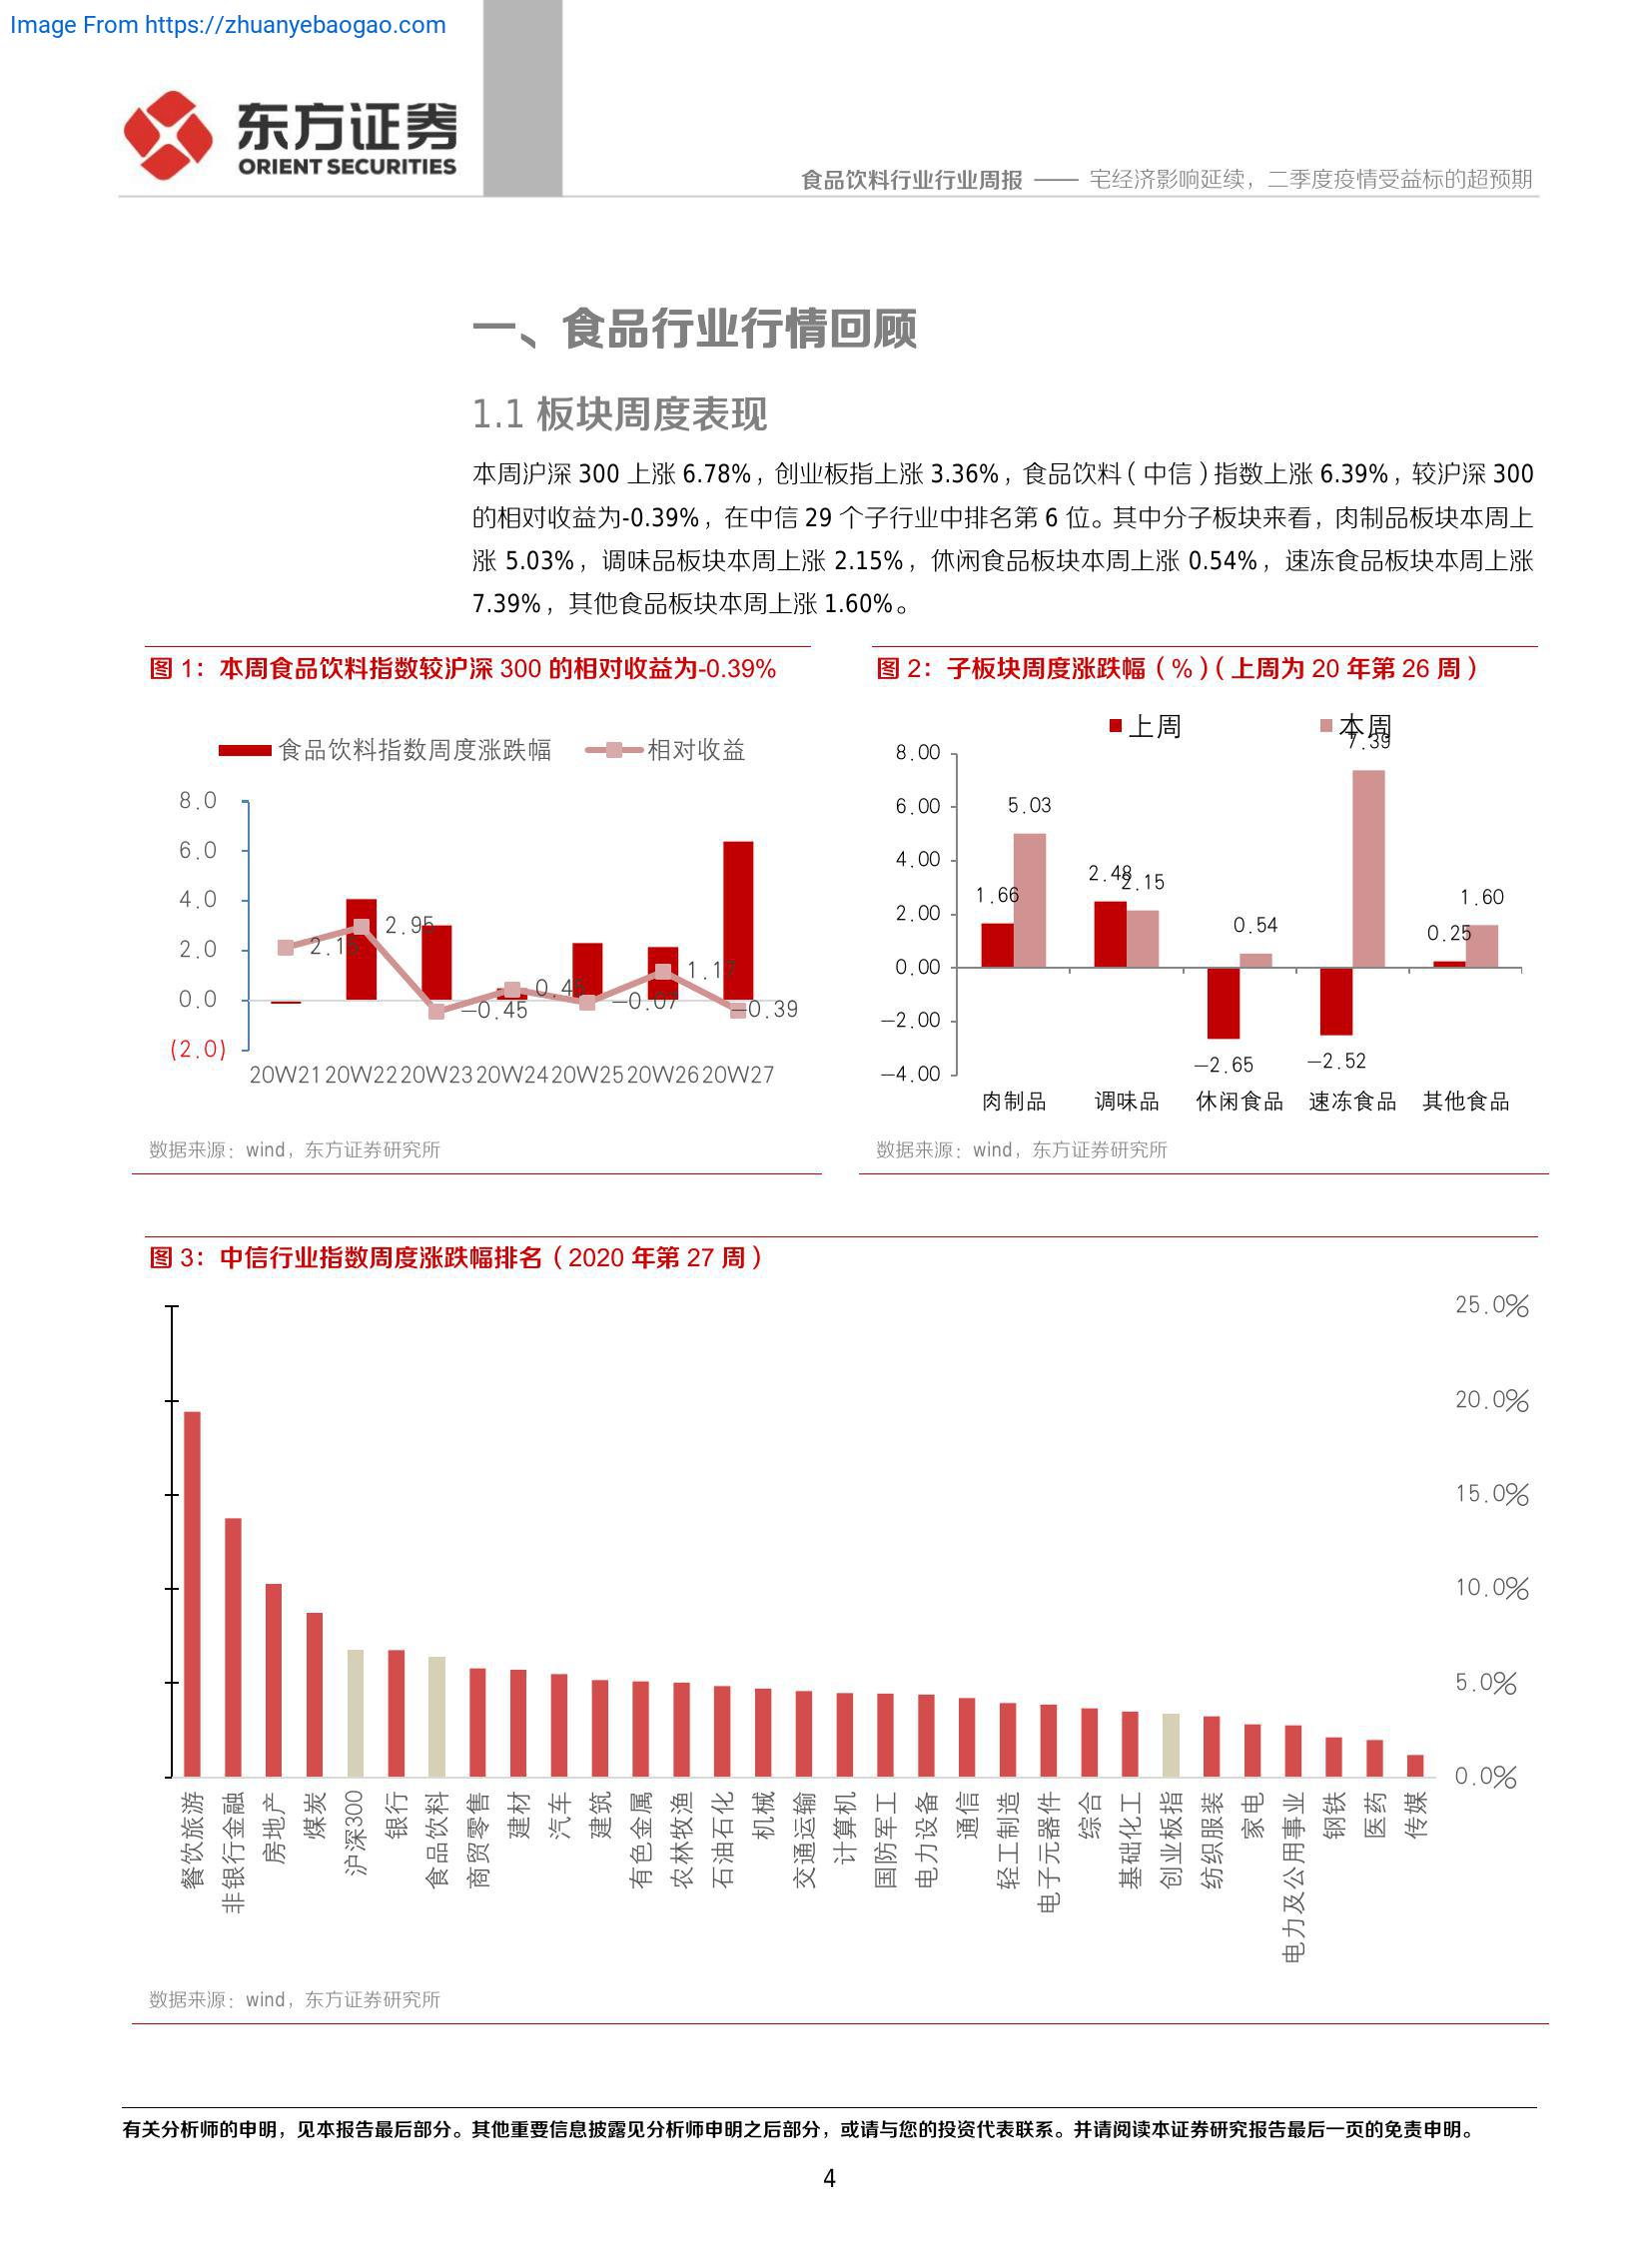 Image From https://zhuanyebaogao.com
东方证券
ORIENT SECURITIES
食品饮料行业行业周报 —— 宅经济影响延续，二季度疫情受益标的超预期
一、食品行业行情回顾
1.1 板块周度表现
本周沪深 300 上涨 6.78%，创业板指上涨 3.36%，食品饮料（中信）指数上涨 6.39%，较沪深 300
的相对收益为-0.39%，在中信 29 个子行业中排名第 6 位。其中分子板块来看，肉制品板块本周上
涨 5.03%，调味品板块本周上涨 2.15%，休闲食品板块本周上涨 0.54%，速冻食品板块本周上涨
7.39%，其他食品板块本周上涨 1.60%。
图 1：本周食品饮料指数较沪深 300 的相对收益为-0.39%
食品饮料指数周度涨跌幅 相对收益
8.0
6.0
4.0
2.0
0.0
(2.0)
2.95
-0.45
-0.07
-0.39
20W21 20W22 20W23 20W24 20W25 20W26 20W27
数据来源：wind，东方证券研究所
图 2：子板块周度涨跌幅（%）（上周为 20 年第 26 周）
上周 本周
8.00
6.00
4.00
2.00
0.00
-2.00
-4.00
1.66 5.03
2.48 2.15
-2.65 0.54
-2.52 7.39
0.25 1.60
肉制品 调味品 休闲食品 速冻食品 其他食品
数据来源：wind，东方证券研究所
图 3：中信行业指数周度涨跌幅排名（2020 年第 27 周）
25.0%
20.0%
15.0%
10.0%
5.0%
0.0%
餐饮旅游
非银行金融
房地产
煤炭
沪深300
银行
食品饮料
商贸零售
建材
汽车
建筑
有色金属
农林牧渔
石油石化
机械
交通运输
计算机
国防军工
电力设备
通信
轻工制造
电子元器件
综合
基础化工
创业板指
纺织服装
家电
电力及公用事业
钢铁
医药
传媒
数据来源：wind，东方证券研究所
有关分析师的申明，见本报告最后部分。其他重要信息披露见分析师申明之后部分，或请与您的投资代表联系。并请阅读本证券研究报告最后一页的免责申明。
4